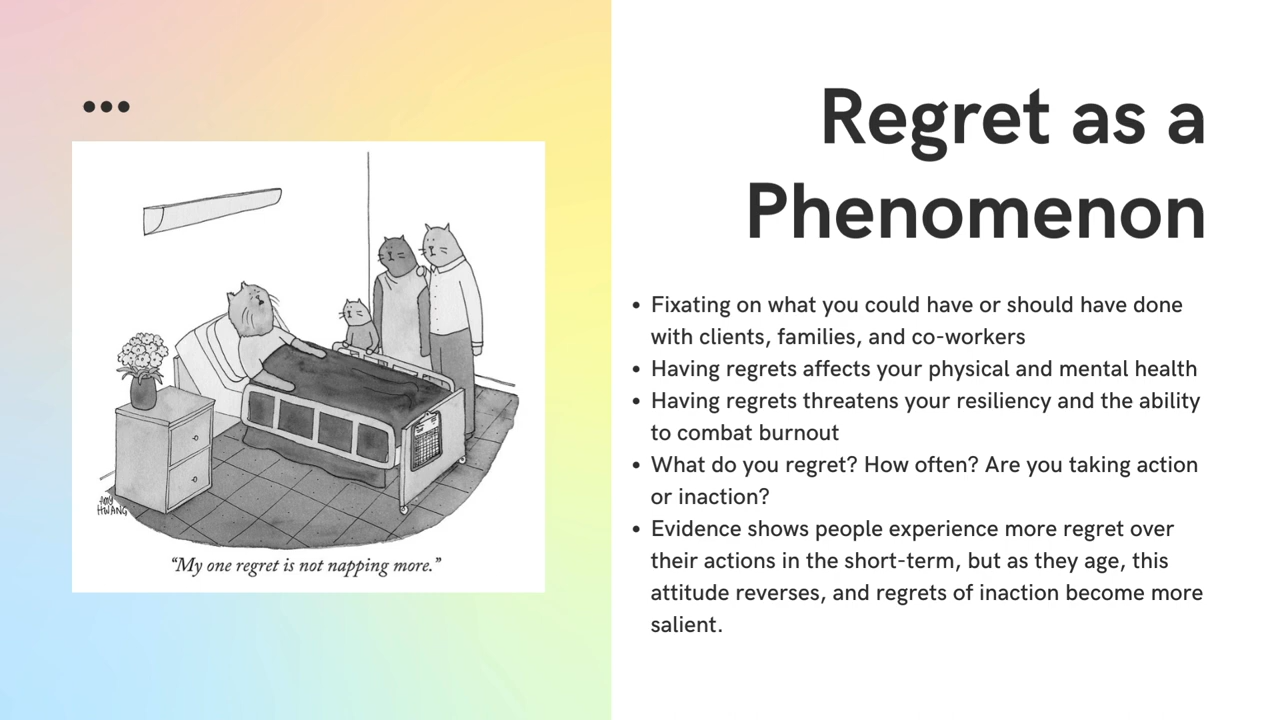 Regret as a
Phenomenon
• Fixating on what you could have or should have done
with clients, families, and co-workers
• Having regrets affects your physical and mental health
• Having regrets threatens your resiliency and the ability
to combat burnout
• What do you regret? How often? Are you taking action
or inaction?
• Evidence shows people experience more regret over
their actions in the short-term, but as they age, this
attitude reverses, and regrets of inaction become more
salient.
AMY
HWANG
“My one regret is not napping more.”